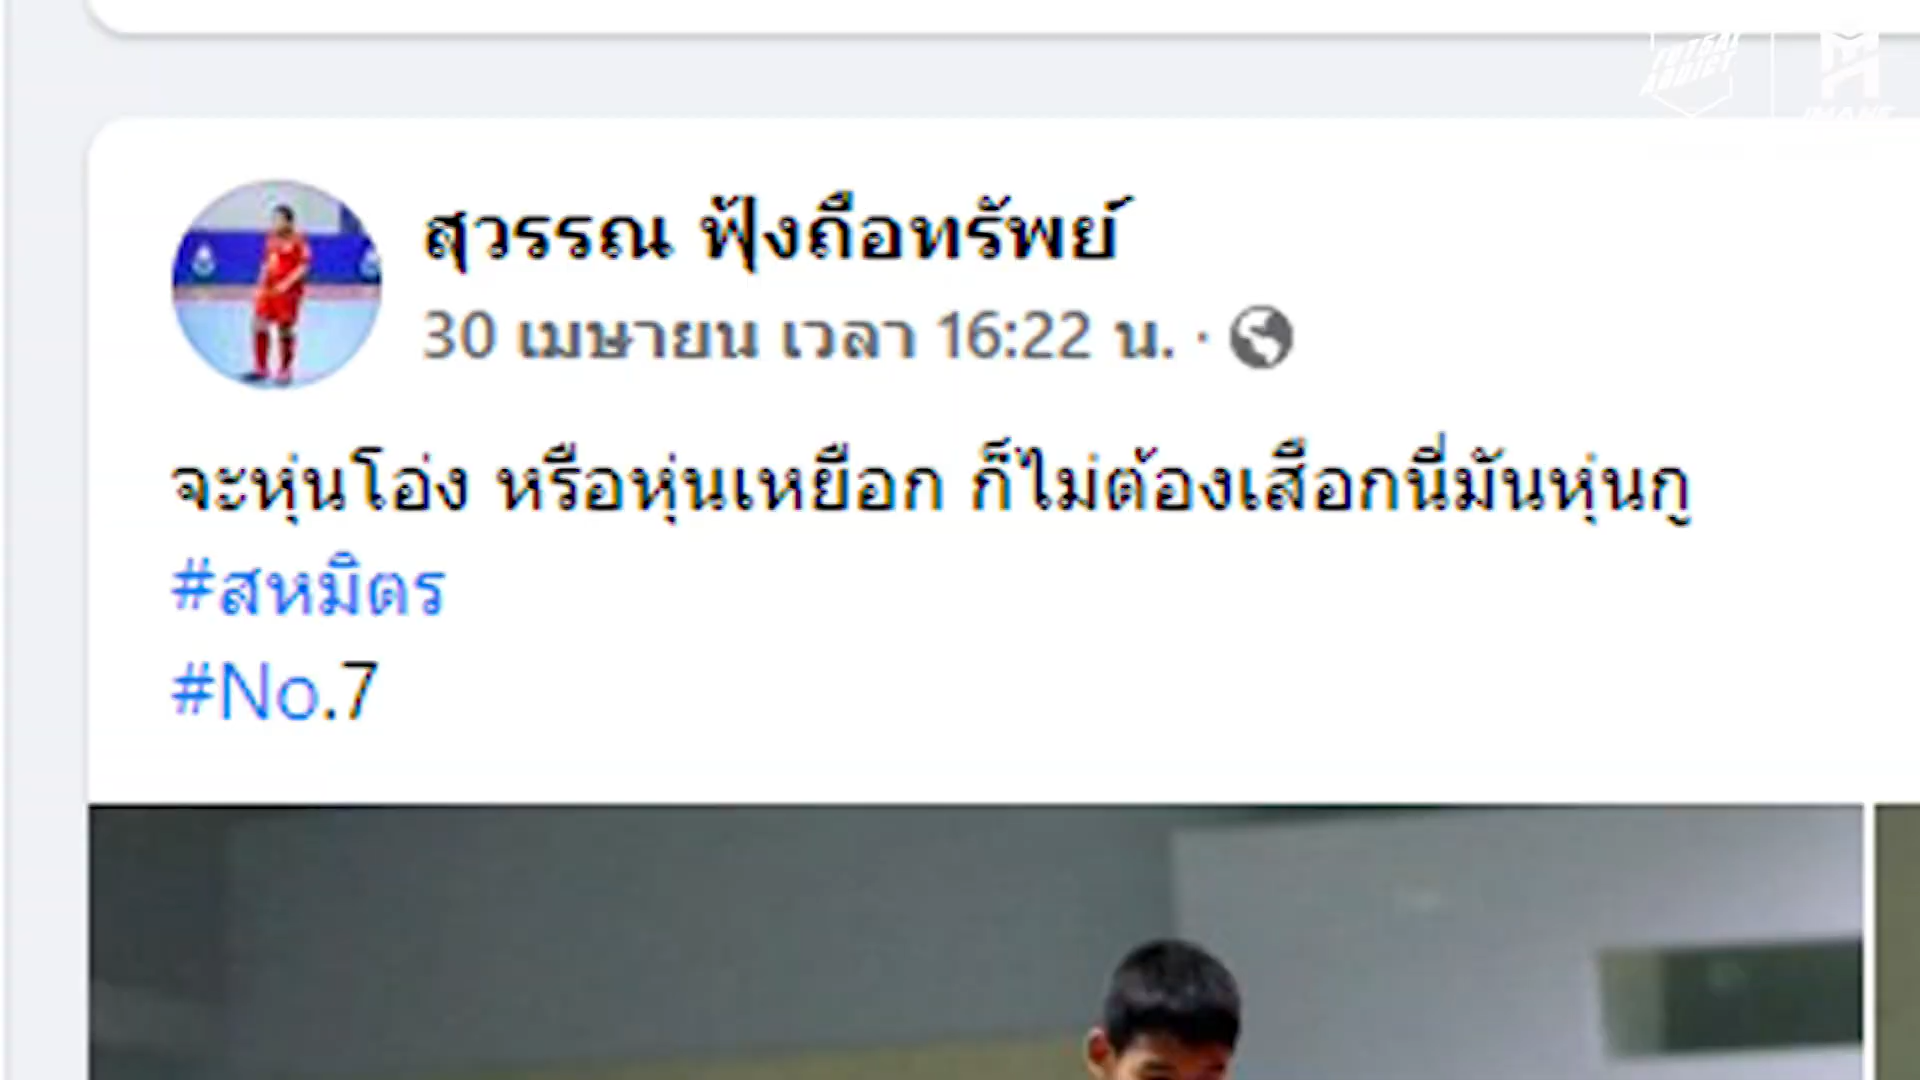 FUTSAL
ADDICT
สุวรรณ ฟุ้งถือทรัพย์
30 เมษายน เวลา 16:22 น. ·
จะหุ่นโอ่ง หรือหุ่นเหยือก ก็ไม่ต้องเสือกนี่มันหุ่นกู
#สหมิตร
#No.7